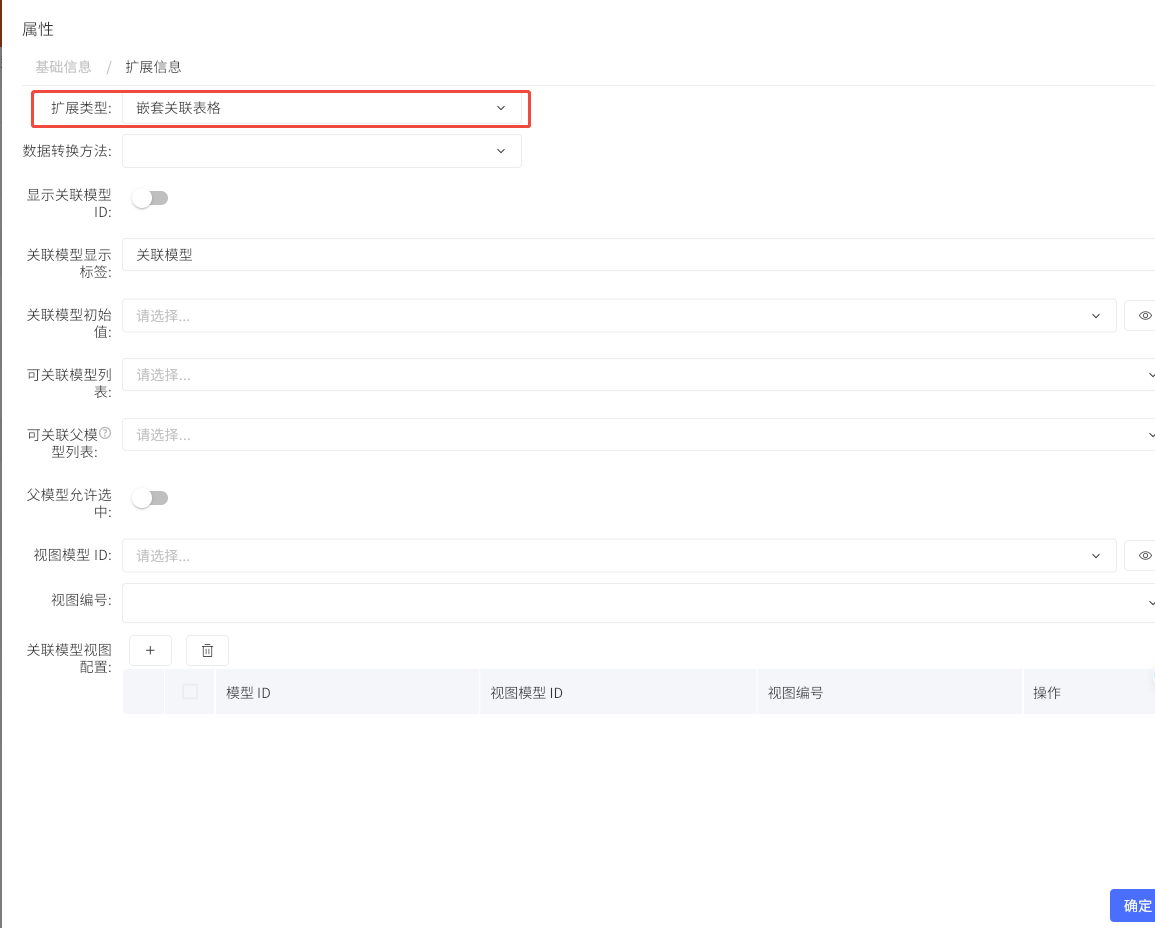 属性
基础信息 / 扩展信息
扩展类型: 嵌套关联表格
数据转换方法:
显示关联模型
ID:
关联模型显示
标签: 关联模型
关联模型初始
值: 请选择...
可关联模型列
表: 请选择...
可关联父模?
型列表: 请选择...
父模型允许选
中:
视图模型 ID: 请选择...
视图编号:
关联模型视图
配置:
模型 ID 视图模型 ID 视图编号 操作
确定